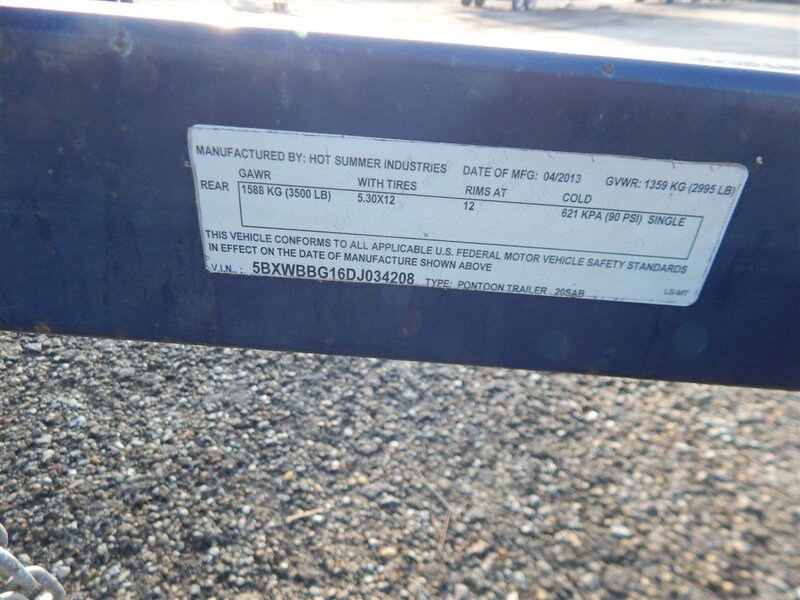 MANUFACTURED BY: HOT SUMMER INDUSTRIES DATE OF MFG: 04/2013 GVWR: 1359 KG (2995 LB)
GAWR WITH TIRES RIMS AT COLD
REAR 1588 KG (3500 LB) 5.30X12 12 621 KPA (90 PSI) SINGLE
THIS VEHICLE CONFORMS TO ALL APPLICABLE U.S. FEDERAL MOTOR VEHICLE SAFETY STANDARDS
IN EFFECT ON THE DATE OF MANUFACTURE SHOWN ABOVE
V.I.N.. : 5BXWBBG16DJ034208 TYPE: PONTOON TRAILER , 20SAB LS-MT